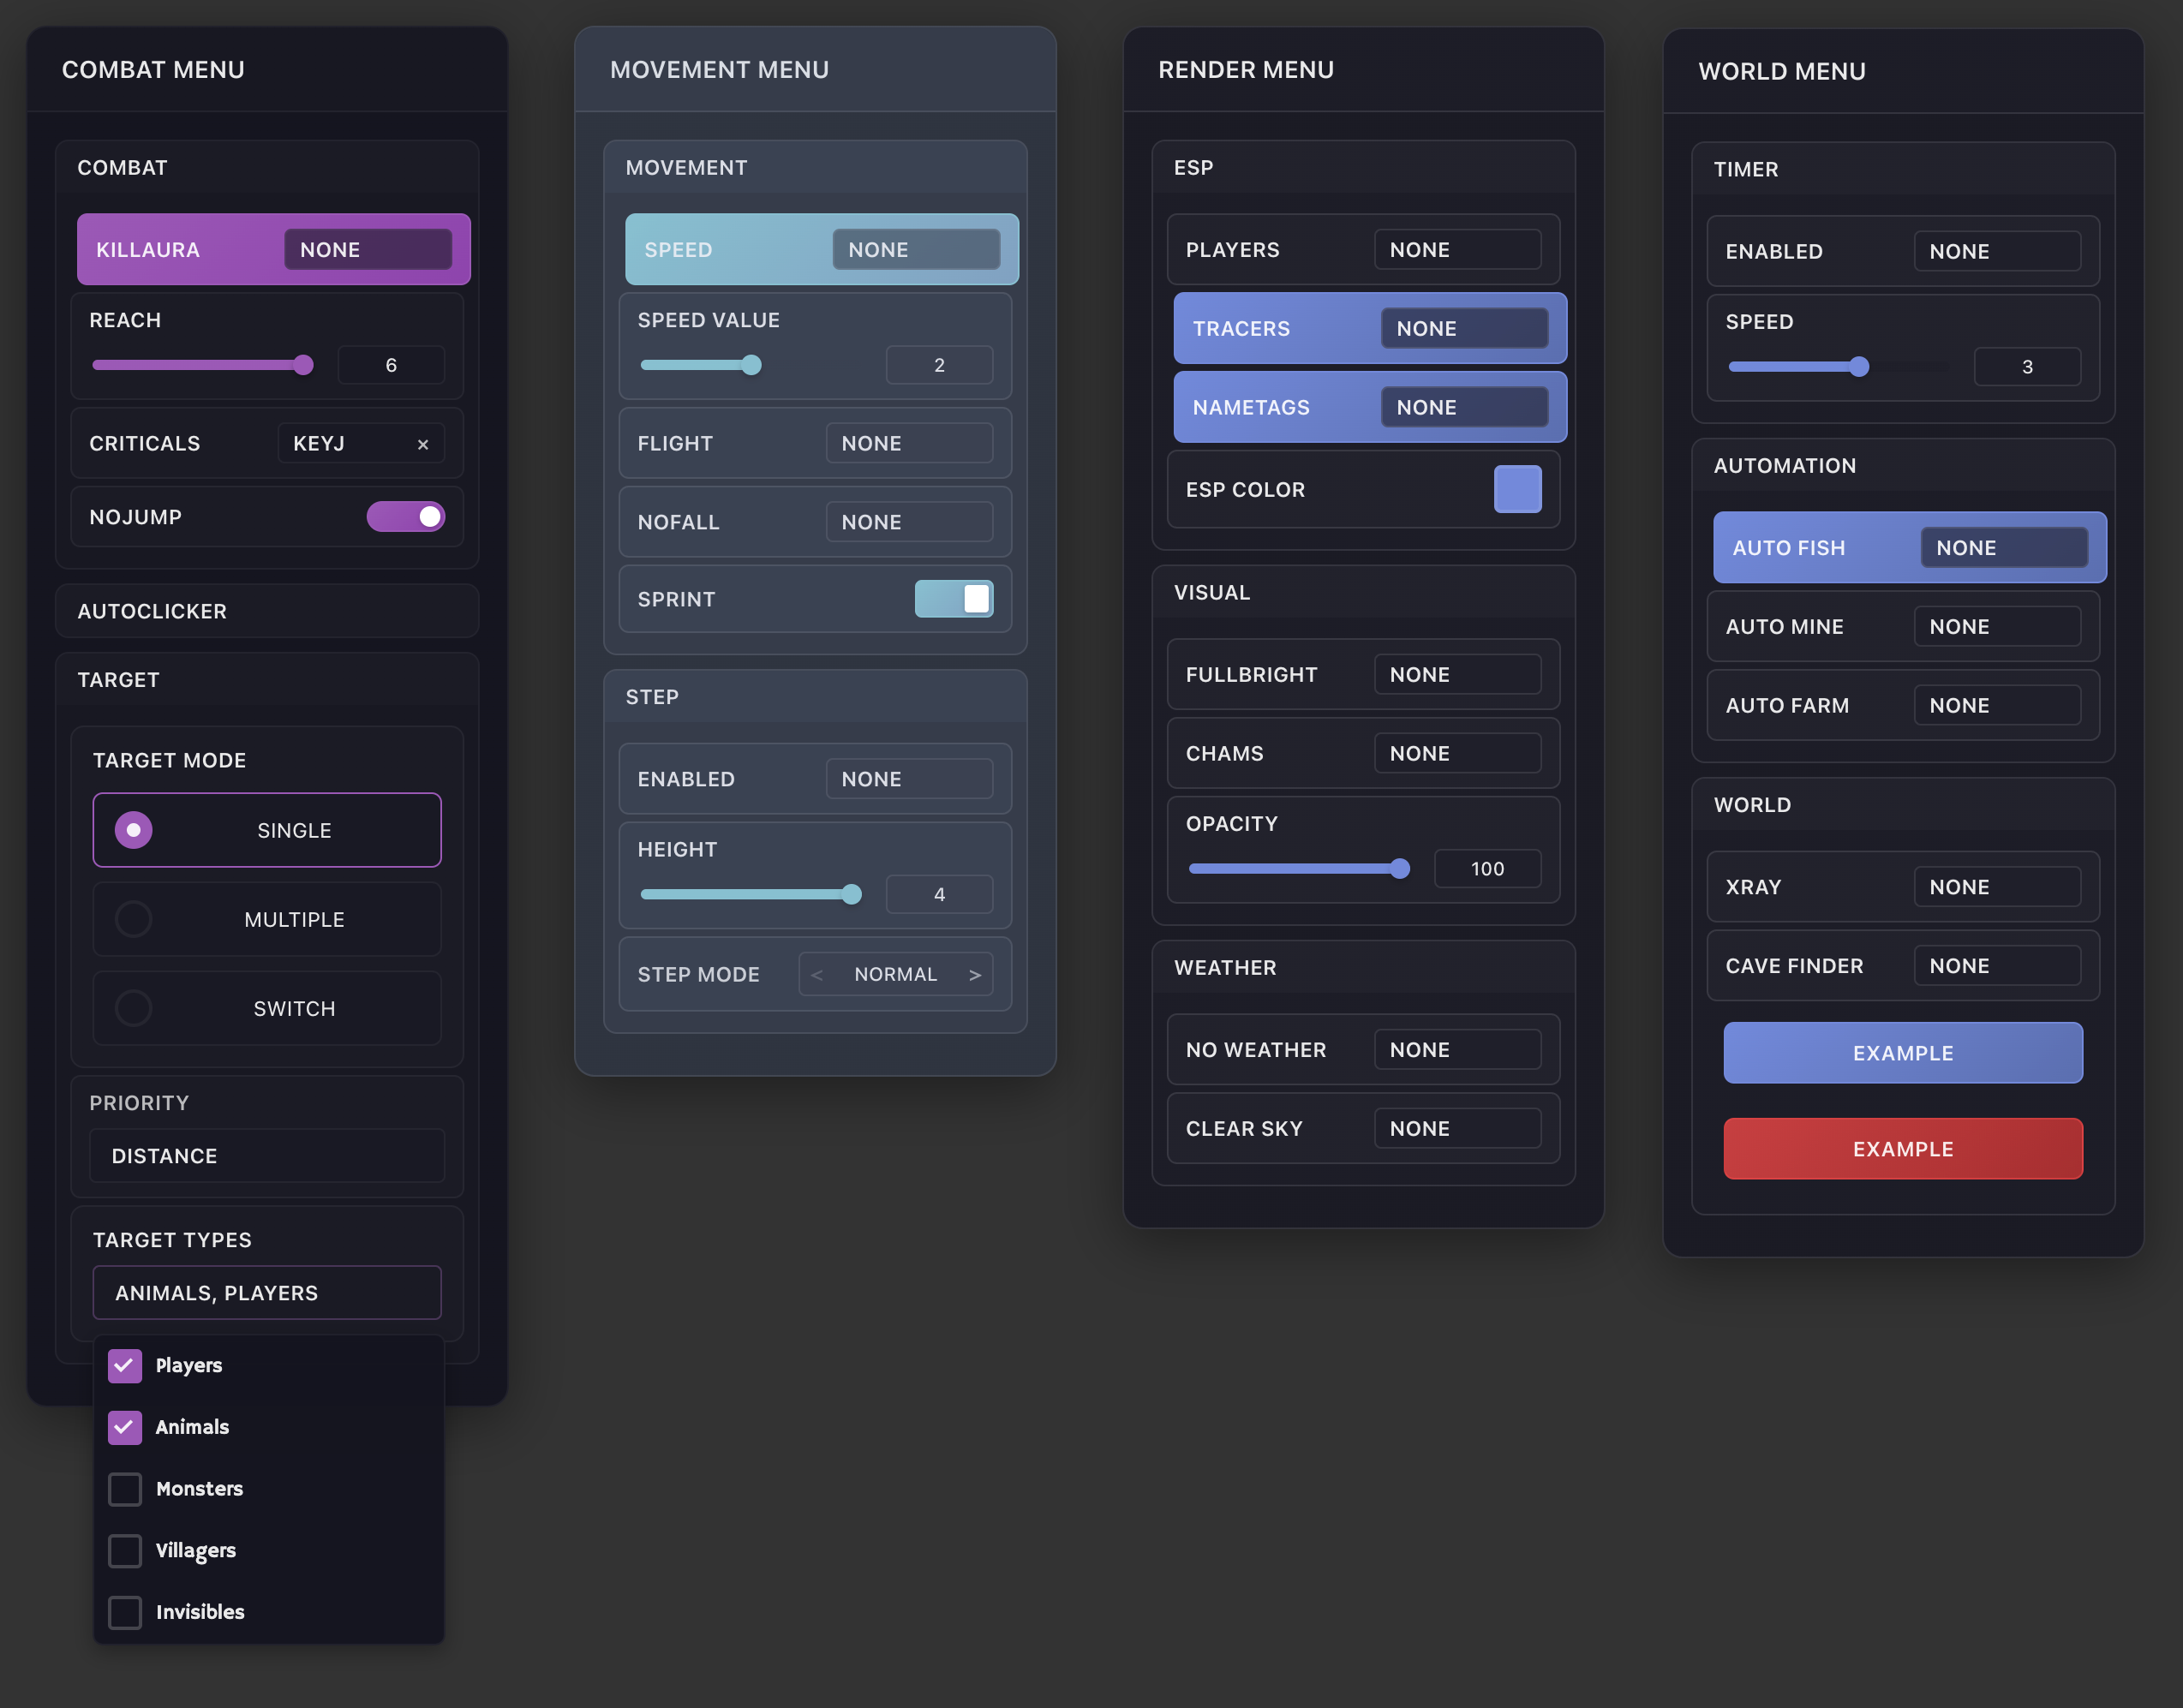 COMBAT MENU
COMBAT
KILLAURA NONE
REACH
6
CRITICALS KEYJ ×
NOJUMP
AUTOCLICKER
TARGET
TARGET MODE
SINGLE
MULTIPLE
SWITCH
PRIORITY
DISTANCE
TARGET TYPES
ANIMALS, PLAYERS
Players
Animals
Monsters
Villagers
Invisibles
MOVEMENT MENU
MOVEMENT
SPEED NONE
SPEED VALUE
2
FLIGHT NONE
NOFALL NONE
SPRINT
STEP
ENABLED NONE
HEIGHT
4
STEP MODE < NORMAL >
RENDER MENU
ESP
PLAYERS NONE
TRACERS NONE
NAMETAGS NONE
ESP COLOR
VISUAL
FULLBRIGHT NONE
CHAMS NONE
OPACITY
100
WEATHER
NO WEATHER NONE
CLEAR SKY NONE
WORLD MENU
TIMER
ENABLED NONE
SPEED
3
AUTOMATION
AUTO FISH NONE
AUTO MINE NONE
AUTO FARM NONE
WORLD
XRAY NONE
CAVE FINDER NONE
EXAMPLE
EXAMPLE